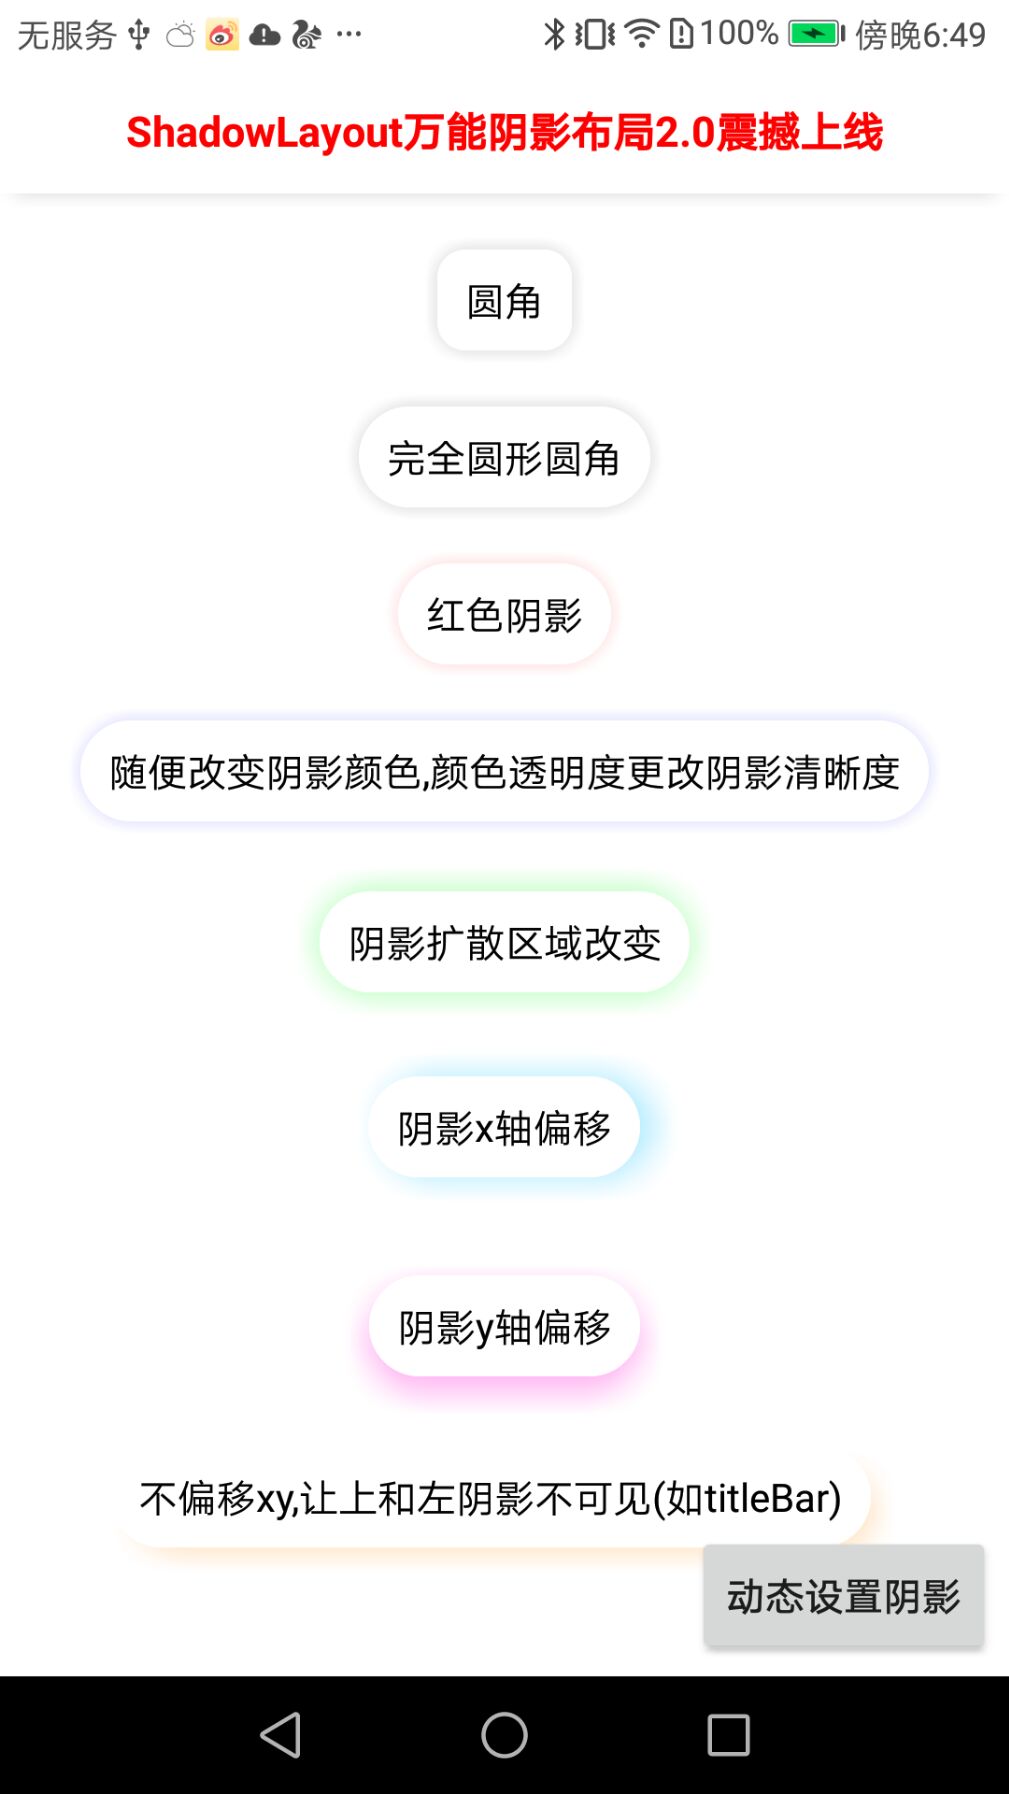 无服务 100% 傍晚6:49
ShadowLayout万能阴影布局2.0震撼上线
圆角
完全圆形圆角
红色阴影
随便改变阴影颜色,颜色透明度更改阴影清晰度
阴影扩散区域改变
阴影x轴偏移
阴影y轴偏移
不偏移xy,让上和左阴影不可见(如titleBar)
动态设置阴影